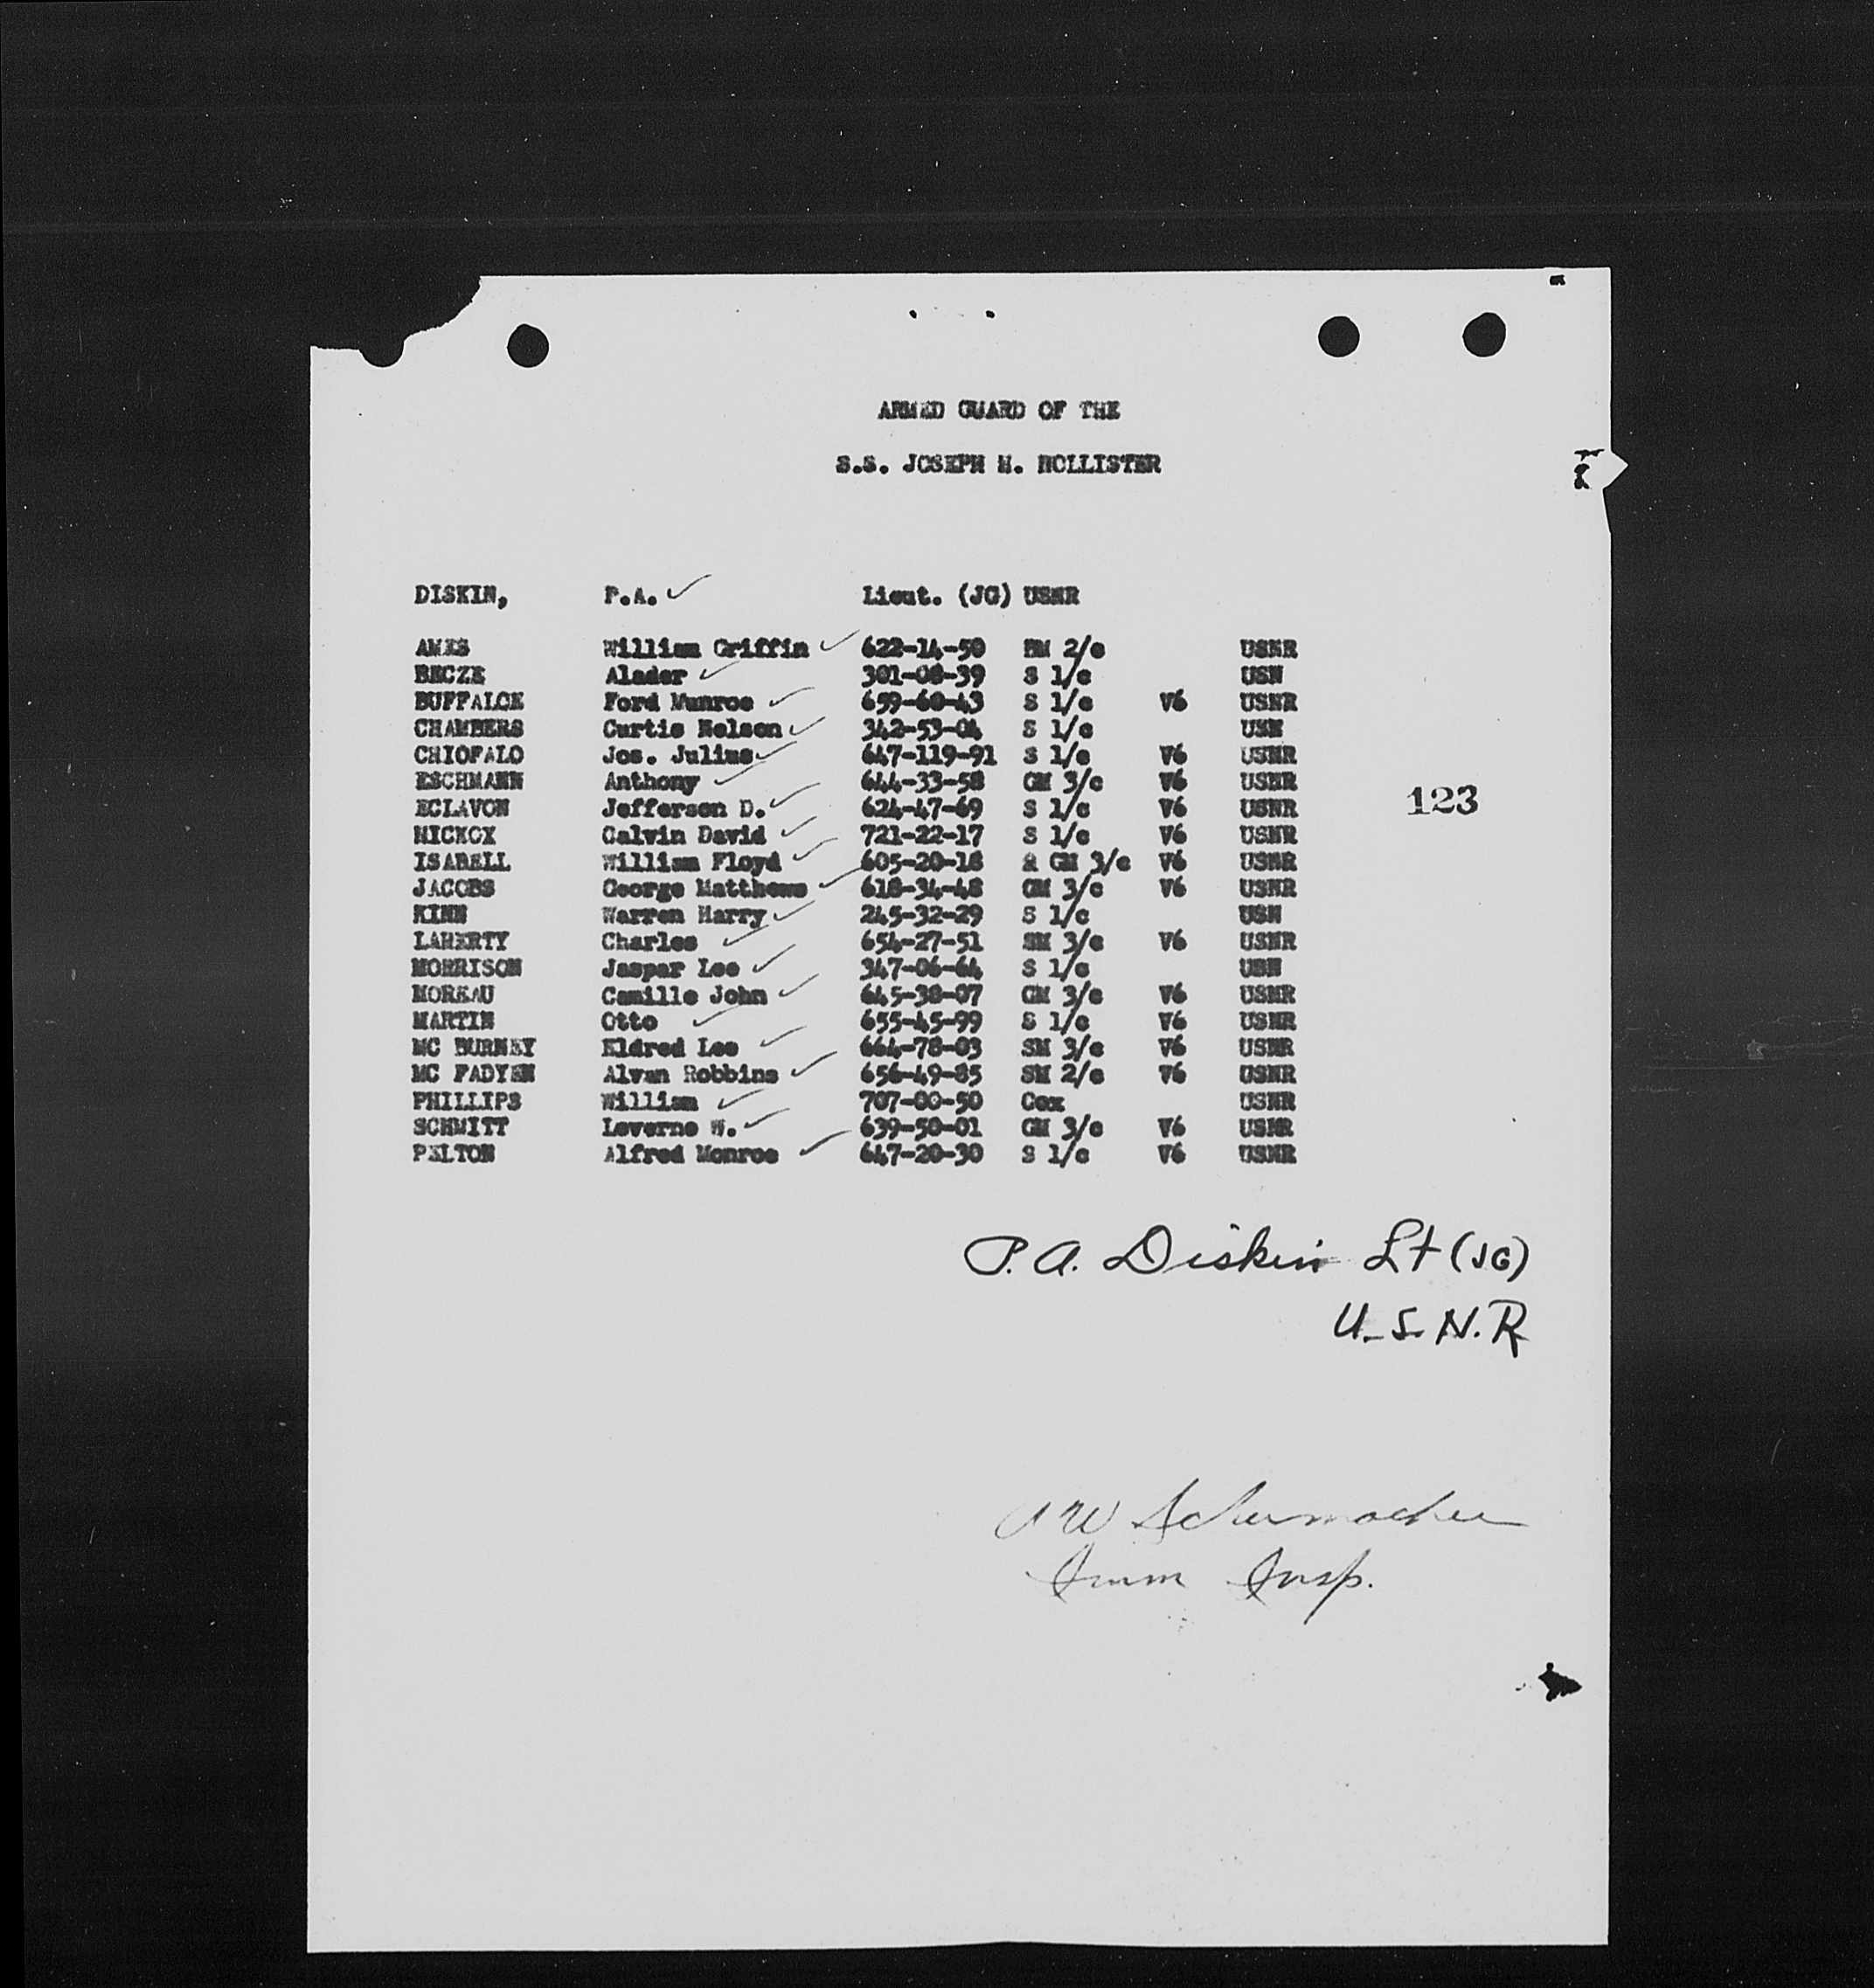 ARMED GUARD OF THE
S.S. JOSEPH H. HOLLISTER
DISKIN, P.A. ✓ Lieut. (JG) USNR
AMES William Griffin ✓ 622-14-50 BM 2/c USNR
BECZE Alader ✓ 301-08-39 S 1/c USN
BUFFALOE Ford Munroe ✓ 659-60-43 S 1/c V6 USNR
CHAMBERS Curtis Nelson ✓ 342-53-04 S 1/c USN
CHIOFALO Jos. Julius ✓ 647-119-91 S 1/c V6 USNR
ESCHMANN Anthony ✓ 644-33-58 GM 3/c V6 USNR
ECLAVON Jefferson D. ✓ 624-47-69 S 1/c V6 USNR
HICKOX Calvin David ✓ 721-22-17 S 1/c V6 USNR
ISABELL William Floyd ✓ 605-20-18 GM 3/c V6 USNR
JACOBS George Matthews ✓ 618-34-48 GM 3/c V6 USNR
KINN Warren Harry ✓ 245-32-29 S 1/c USN
LAHERTY Charles ✓ 654-27-51 SM 3/c V6 USNR
MORRISON Jaspar Lee ✓ 347-06-64 S 1/c USN
MOREAU Camille John ✓ 645-38-07 GM 3/c V6 USNR
MARTIN Otto ✓ 655-45-99 S 1/c V6 USNR
MC BURNEY Eldred Lee ✓ 664-78-03 SM 3/c V6 USNR
MC FADYEN Alvan Robbins ✓ 656-49-85 SM 2/c V6 USNR
PHILLIPS William ✓ 707-00-50 Cox USNR
SCHMITT Laverne W. ✓ 639-50-01 GM 3/c V6 USNR
PELTON Alfred Monroe ✓ 647-20-30 S 1/c V6 USNR
123
P. A. Diskin Lt (JG)
U.S.N.R
W Schumacher
Imm Insp.